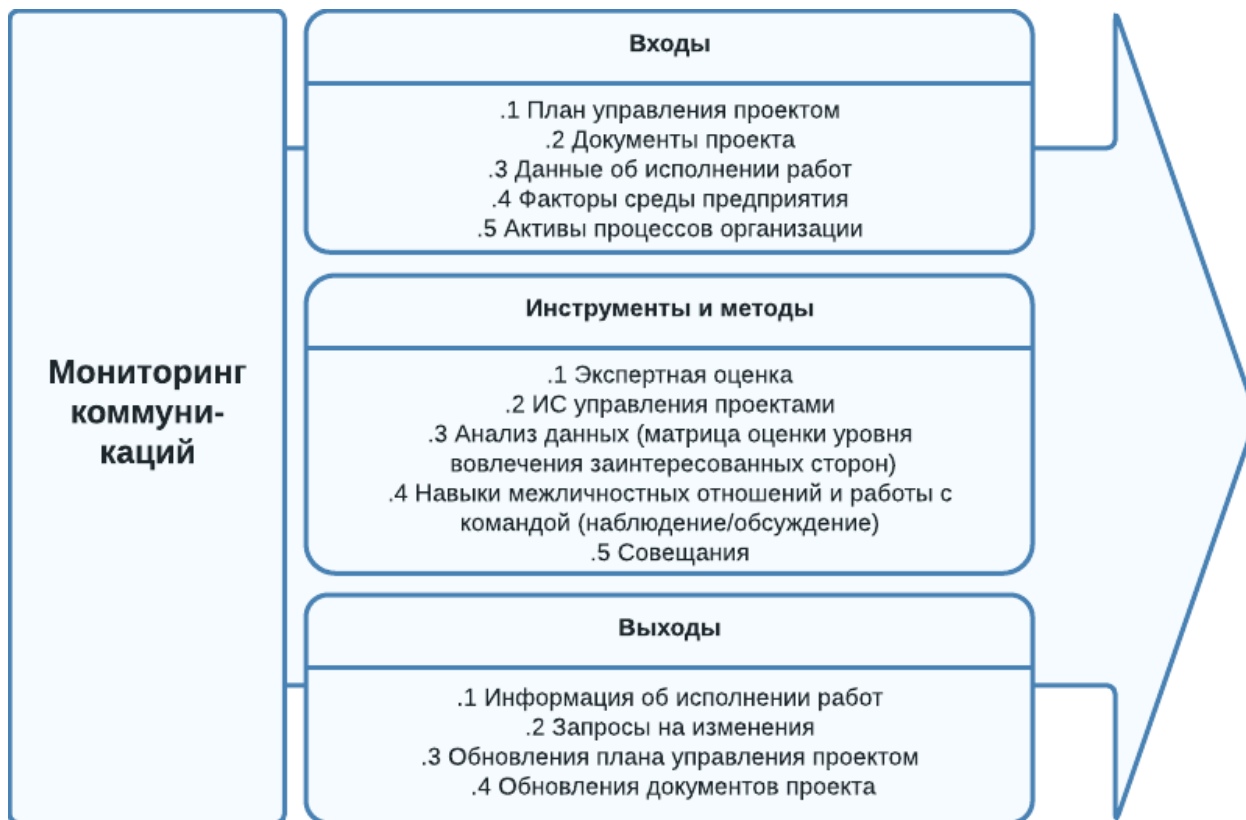 Мониторинг
коммуни-
каций
Входы
.1 План управления проектом
.2 Документы проекта
.3 Данные об исполнении работ
.4 Факторы среды предприятия
.5 Активы процессов организации
Инструменты и методы
.1 Экспертная оценка
.2 ИС управления проектами
.3 Анализ данных (матрица оценки уровня
вовлечения заинтересованных сторон)
.4 Навыки межличностных отношений и работы с
командой (наблюдение/обсуждение)
.5 Совещания
Выходы
.1 Информация об исполнении работ
.2 Запросы на изменения
.3 Обновления плана управления проектом
.4 Обновления документов проекта